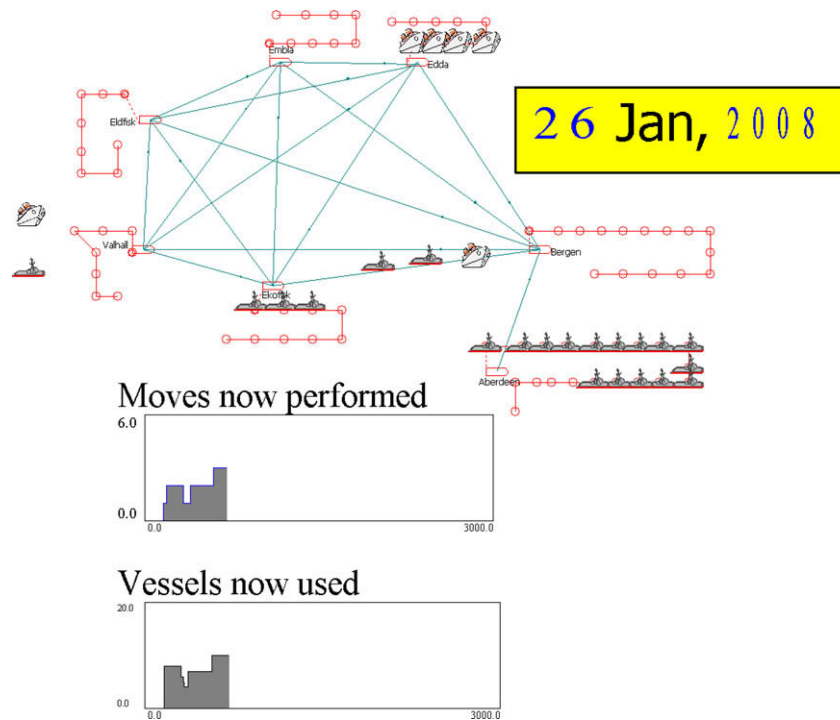 Embla
Edda
26 Jan, 2008
Eldfisk
Valhall
Bergen
Ekofisk
Aberdeen
Moves now performed
6.0
0.0
0.0
3000.0
Vessels now used
20.0
0.0
0.0
3000.0